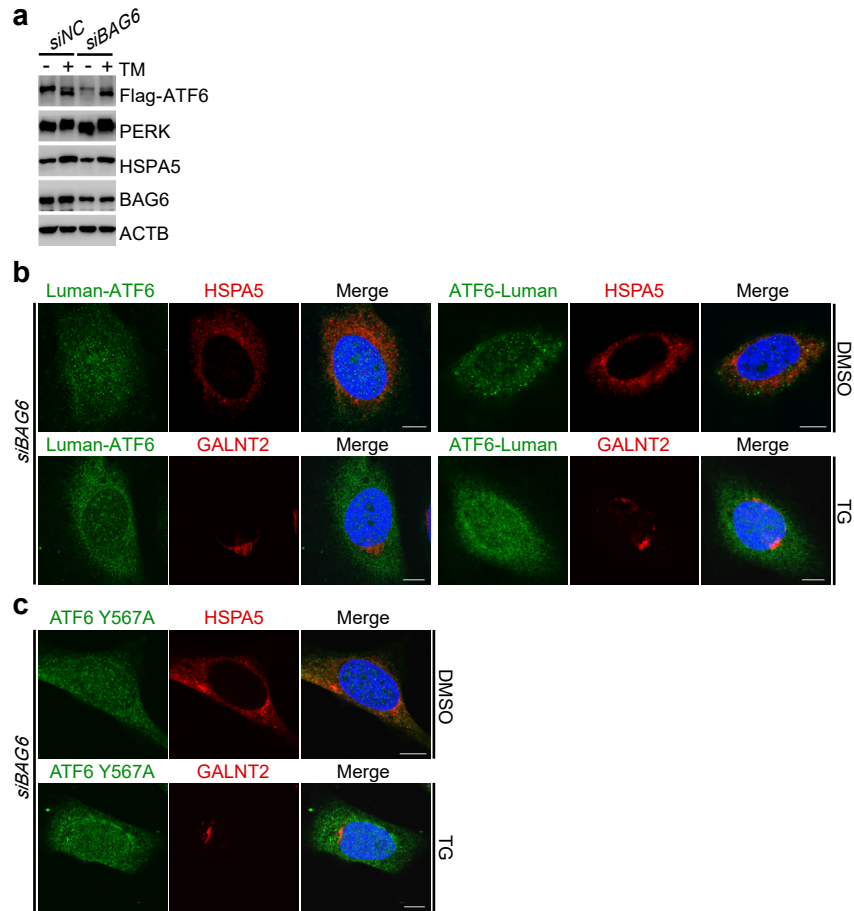 a
siNC siBAG6
- + - + TM
Flag-ATF6
PERK
HSPA5
BAG6
ACTB
b
Luman-ATF6 HSPA5 Merge ATF6-Luman HSPA5 Merge
siBAG6
DMSO
Luman-ATF6 GALNT2 Merge ATF6-Luman GALNT2 Merge
TG
c
ATF6 Y567A HSPA5 Merge
siBAG6
DMSO
ATF6 Y567A GALNT2 Merge
TG